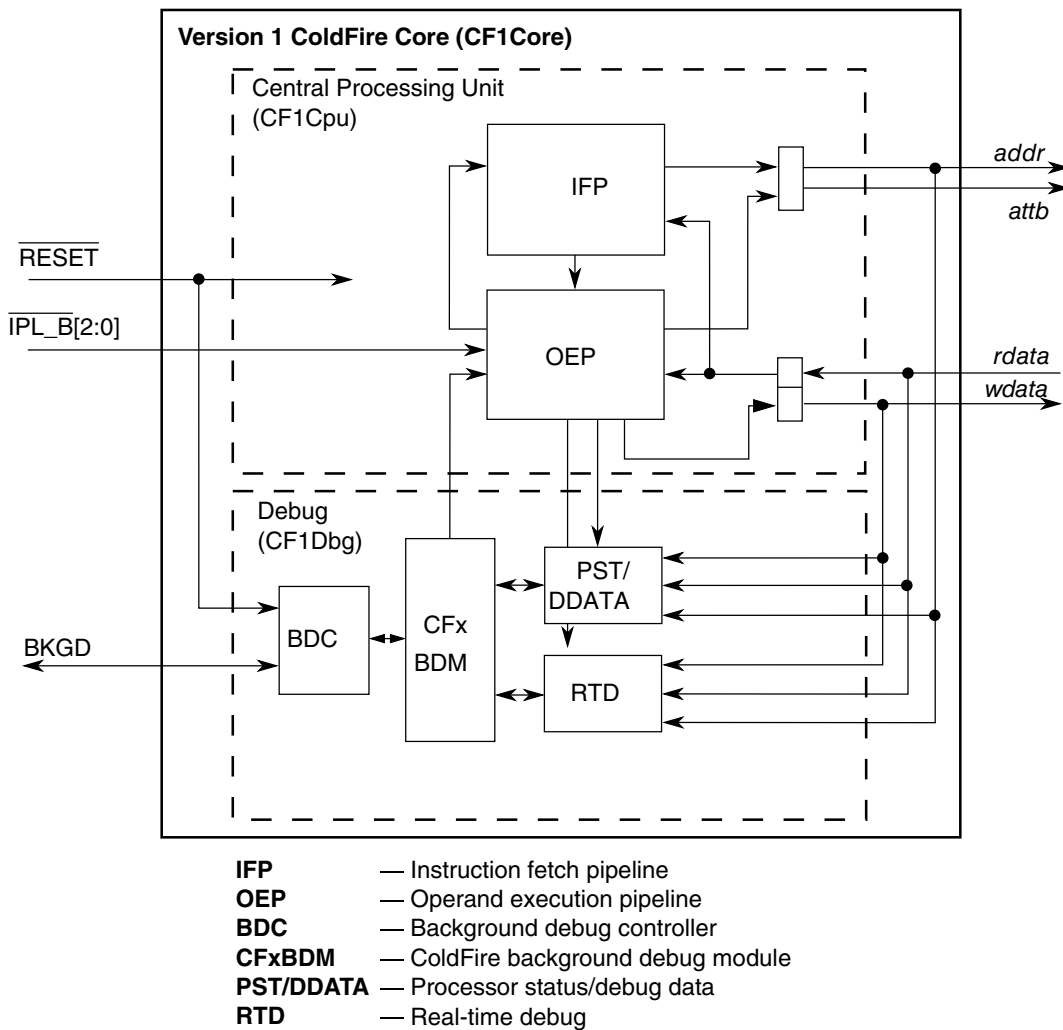 Version 1 ColdFire Core (CF1Core)
Central Processing Unit
(CF1Cpu)
IFP
addr
attb
RESET
IPL_B[2:0]
OEP
rdata
wdata
Debug
(CF1Dbg)
PST/
DDATA
BDC
CFx
BDM
BKGD
RTD
IFP — Instruction fetch pipeline
OEP — Operand execution pipeline
BDC — Background debug controller
CFxBDM — ColdFire background debug module
PST/DDATA — Processor status/debug data
RTD — Real-time debug